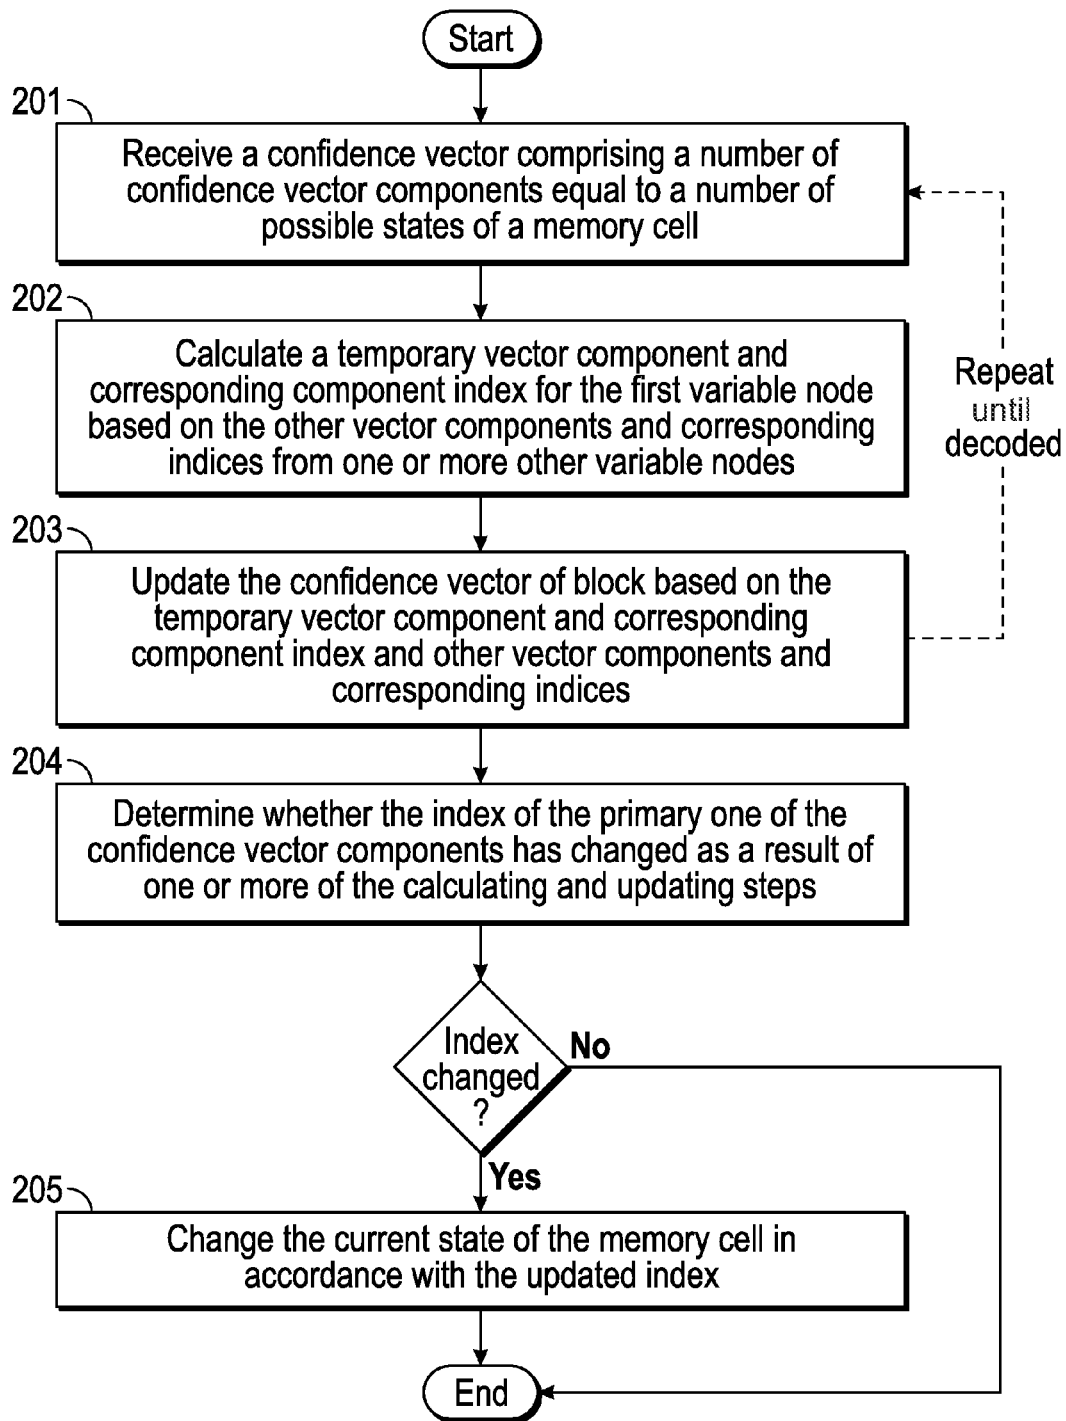 Start
201
Receive a confidence vector comprising a number of
confidence vector components equal to a number of
possible states of a memory cell
202
Calculate a temporary vector component and
corresponding component index for the first variable node
based on the other vector components and corresponding
indices from one or more other variable nodes
Repeat
until
decoded
203
Update the confidence vector of block based on the
temporary vector component and corresponding
component index and other vector components and
corresponding indices
204
Determine whether the index of the primary one of the
confidence vector components has changed as a result of
one or more of the calculating and updating steps
Index
changed
?
No
Yes
205
Change the current state of the memory cell in
accordance with the updated index
End